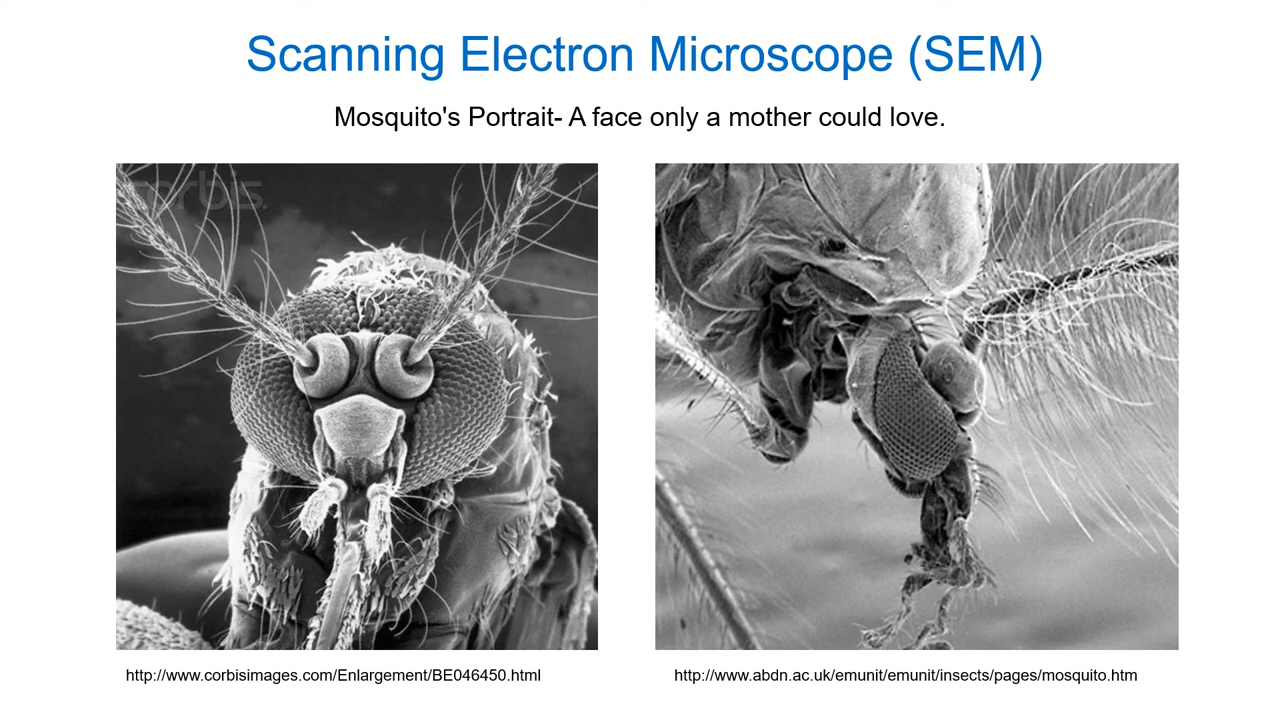 Scanning Electron Microscope (SEM)
Mosquito's Portrait- A face only a mother could love.
corbis.
http://www.corbisimages.com/Enlargement/BE046450.html
http://www.abdn.ac.uk/emunit/emunit/insects/pages/mosquito.htm